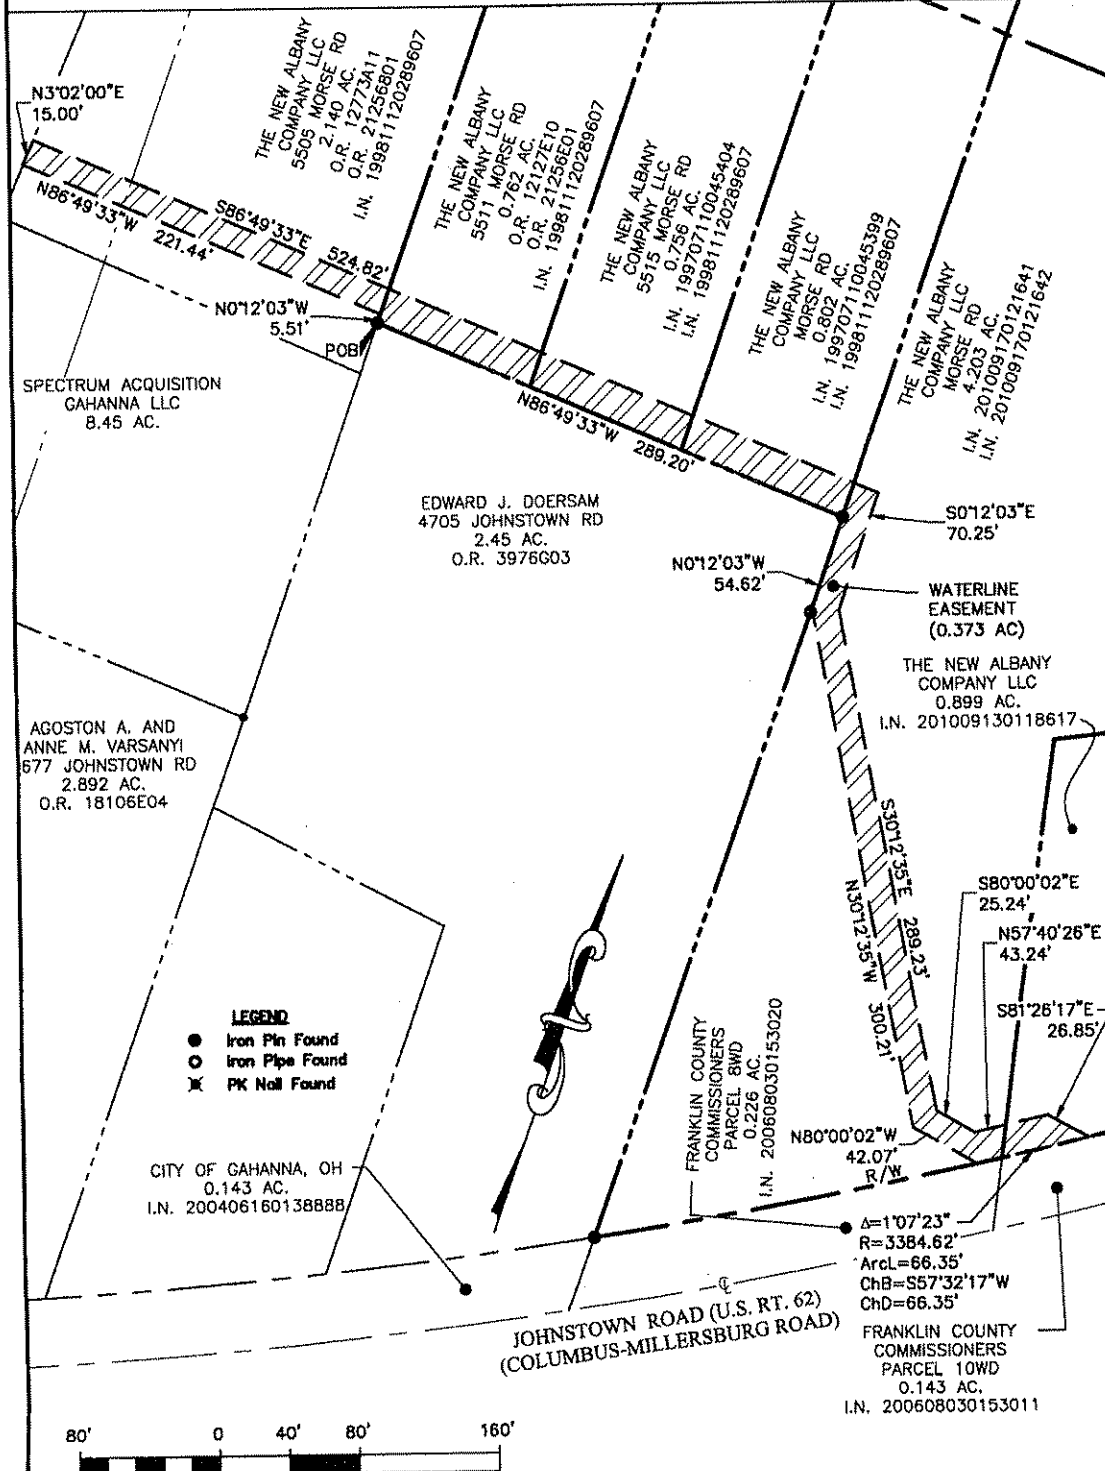 N3°02'00"E
15.00'
THE NEW ALBANY
COMPANY LLC
5505 MORSE RD
2.140 AC.
O.R. 12773A11
O.R. 21256B01
I.N. 199811120289607
THE NEW ALBANY
COMPANY LLC
5511 MORSE RD
0.762 AC.
O.R. 12127E10
O.R. 21256E01
I.N. 199811120289607
THE NEW ALBANY
COMPANY LLC
5515 MORSE RD
0.756 AC.
I.N. 199707110045404
I.N. 199811120289607
THE NEW ALBANY
COMPANY LLC
MORSE RD
0.802 AC.
I.N. 199707110045399
I.N. 199811120289607
THE NEW ALBANY
COMPANY LLC
MORSE RD
4.203 AC.
I.N. 201009170121641
I.N. 201009170121642
N86°49'33"W 221.44'
S86°49'33"E 524.82'
N0°12'03"W
5.51'
POB
SPECTRUM ACQUISITION
GAHANNA LLC
8.45 AC.
N86°49'33"W 289.20'
EDWARD J. DOERSAM
4705 JOHNSTOWN RD
2.45 AC.
O.R. 3976G03
S0°12'03"E
70.25'
N0°12'03"W
54.62'
WATERLINE
EASEMENT
(0.373 AC)
THE NEW ALBANY
COMPANY LLC
0.899 AC.
I.N. 201009130118617
AGOSTON A. AND
ANNE M. VARSANYI
677 JOHNSTOWN RD
2.892 AC.
O.R. 18106E04
S30°12'35"E 289.23'
N30°12'35"W 300.21'
S80°00'02"E
25.24'
N57°40'26"E
43.24'
S81°26'17"E
26.85'
LEGEND
Iron Pin Found
Iron Pipe Found
PK Nail Found
FRANKLIN COUNTY
COMMISSIONERS
PARCEL 8WD
0.226 AC.
I.N. 200608030153020
N80°00'02"W
42.07'
R/W
CITY OF GAHANNA, OH
0.143 AC.
I.N. 200406160138888
Δ=1°07'23"
R=3384.62'
ArcL=66.35'
ChB=S57°32'17"W
ChD=66.35'
℄
JOHNSTOWN ROAD (U.S. RT. 62)
(COLUMBUS-MILLERSBURG ROAD)
FRANKLIN COUNTY
COMMISSIONERS
PARCEL 10WD
0.143 AC.
I.N. 200608030153011
80' 0 40' 80' 160'